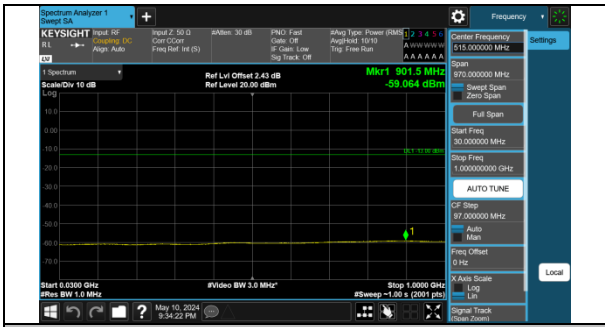 Spectrum Analyzer 1
Swept SA
Frequency
KEYSIGHT Input: RF Input Z: 50 Ω #Atten: 30 dB PNO: Fast #Avg Type: Power (RMS 1 2 3 4 5 6
RL Coupling: DC Corr CCorr Gate: Off Avg|Hold: 10/10 A W W W W W
Align: Auto Freq Ref: Int (S) IF Gain: Low Trig: Free Run
Sig Track: Off A A A A A A
LXI
Center Frequency
515.000000 MHz
Settings
1 Spectrum
Ref Lvl Offset 2.43 dB
Mkr1 901.5 MHz
Scale/Div 10 dB
Ref Level 20.00 dBm
-59.064 dBm
Log
10.0
0.00
-10.0
DL1 -13.00 dBm
-20.0
-30.0
-40.0
-50.0
1
-60.0
-70.0
Start 0.0300 GHz
#Video BW 3.0 MHz*
Stop 1.0000 GHz
#Res BW 1.0 MHz
#Sweep ~1.00 s (2001 pts)
Span
970.000000 MHz
Swept Span
Zero Span
Full Span
Start Freq
30.000000 MHz
Stop Freq
1.000000000 GHz
AUTO TUNE
CF Step
97.000000 MHz
Auto
Man
Freq Offset
0 Hz
X Axis Scale
Log
Lin
Local
Signal Track
(Span Zoom)
?
May 10, 2024
9:34:22 PM